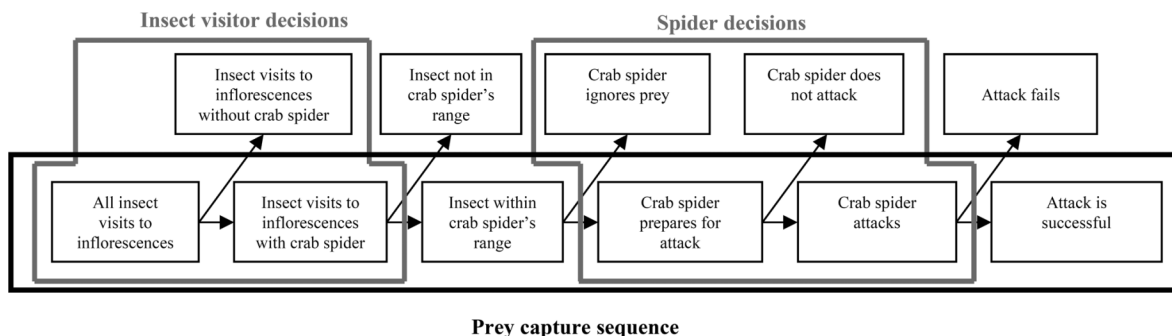 Insect visitor decisions
Spider decisions
Insect visits to
inflorescences
without crab spider
Insect not in
crab spider's
range
Crab spider
ignores prey
Crab spider does
not attack
Attack fails
All insect
visits to
inflorescences
Insect visits to
inflorescences
with crab spider
Insect within
crab spider's
range
Crab spider
prepares for
attack
Crab spider
attacks
Attack is
successful
Prey capture sequence